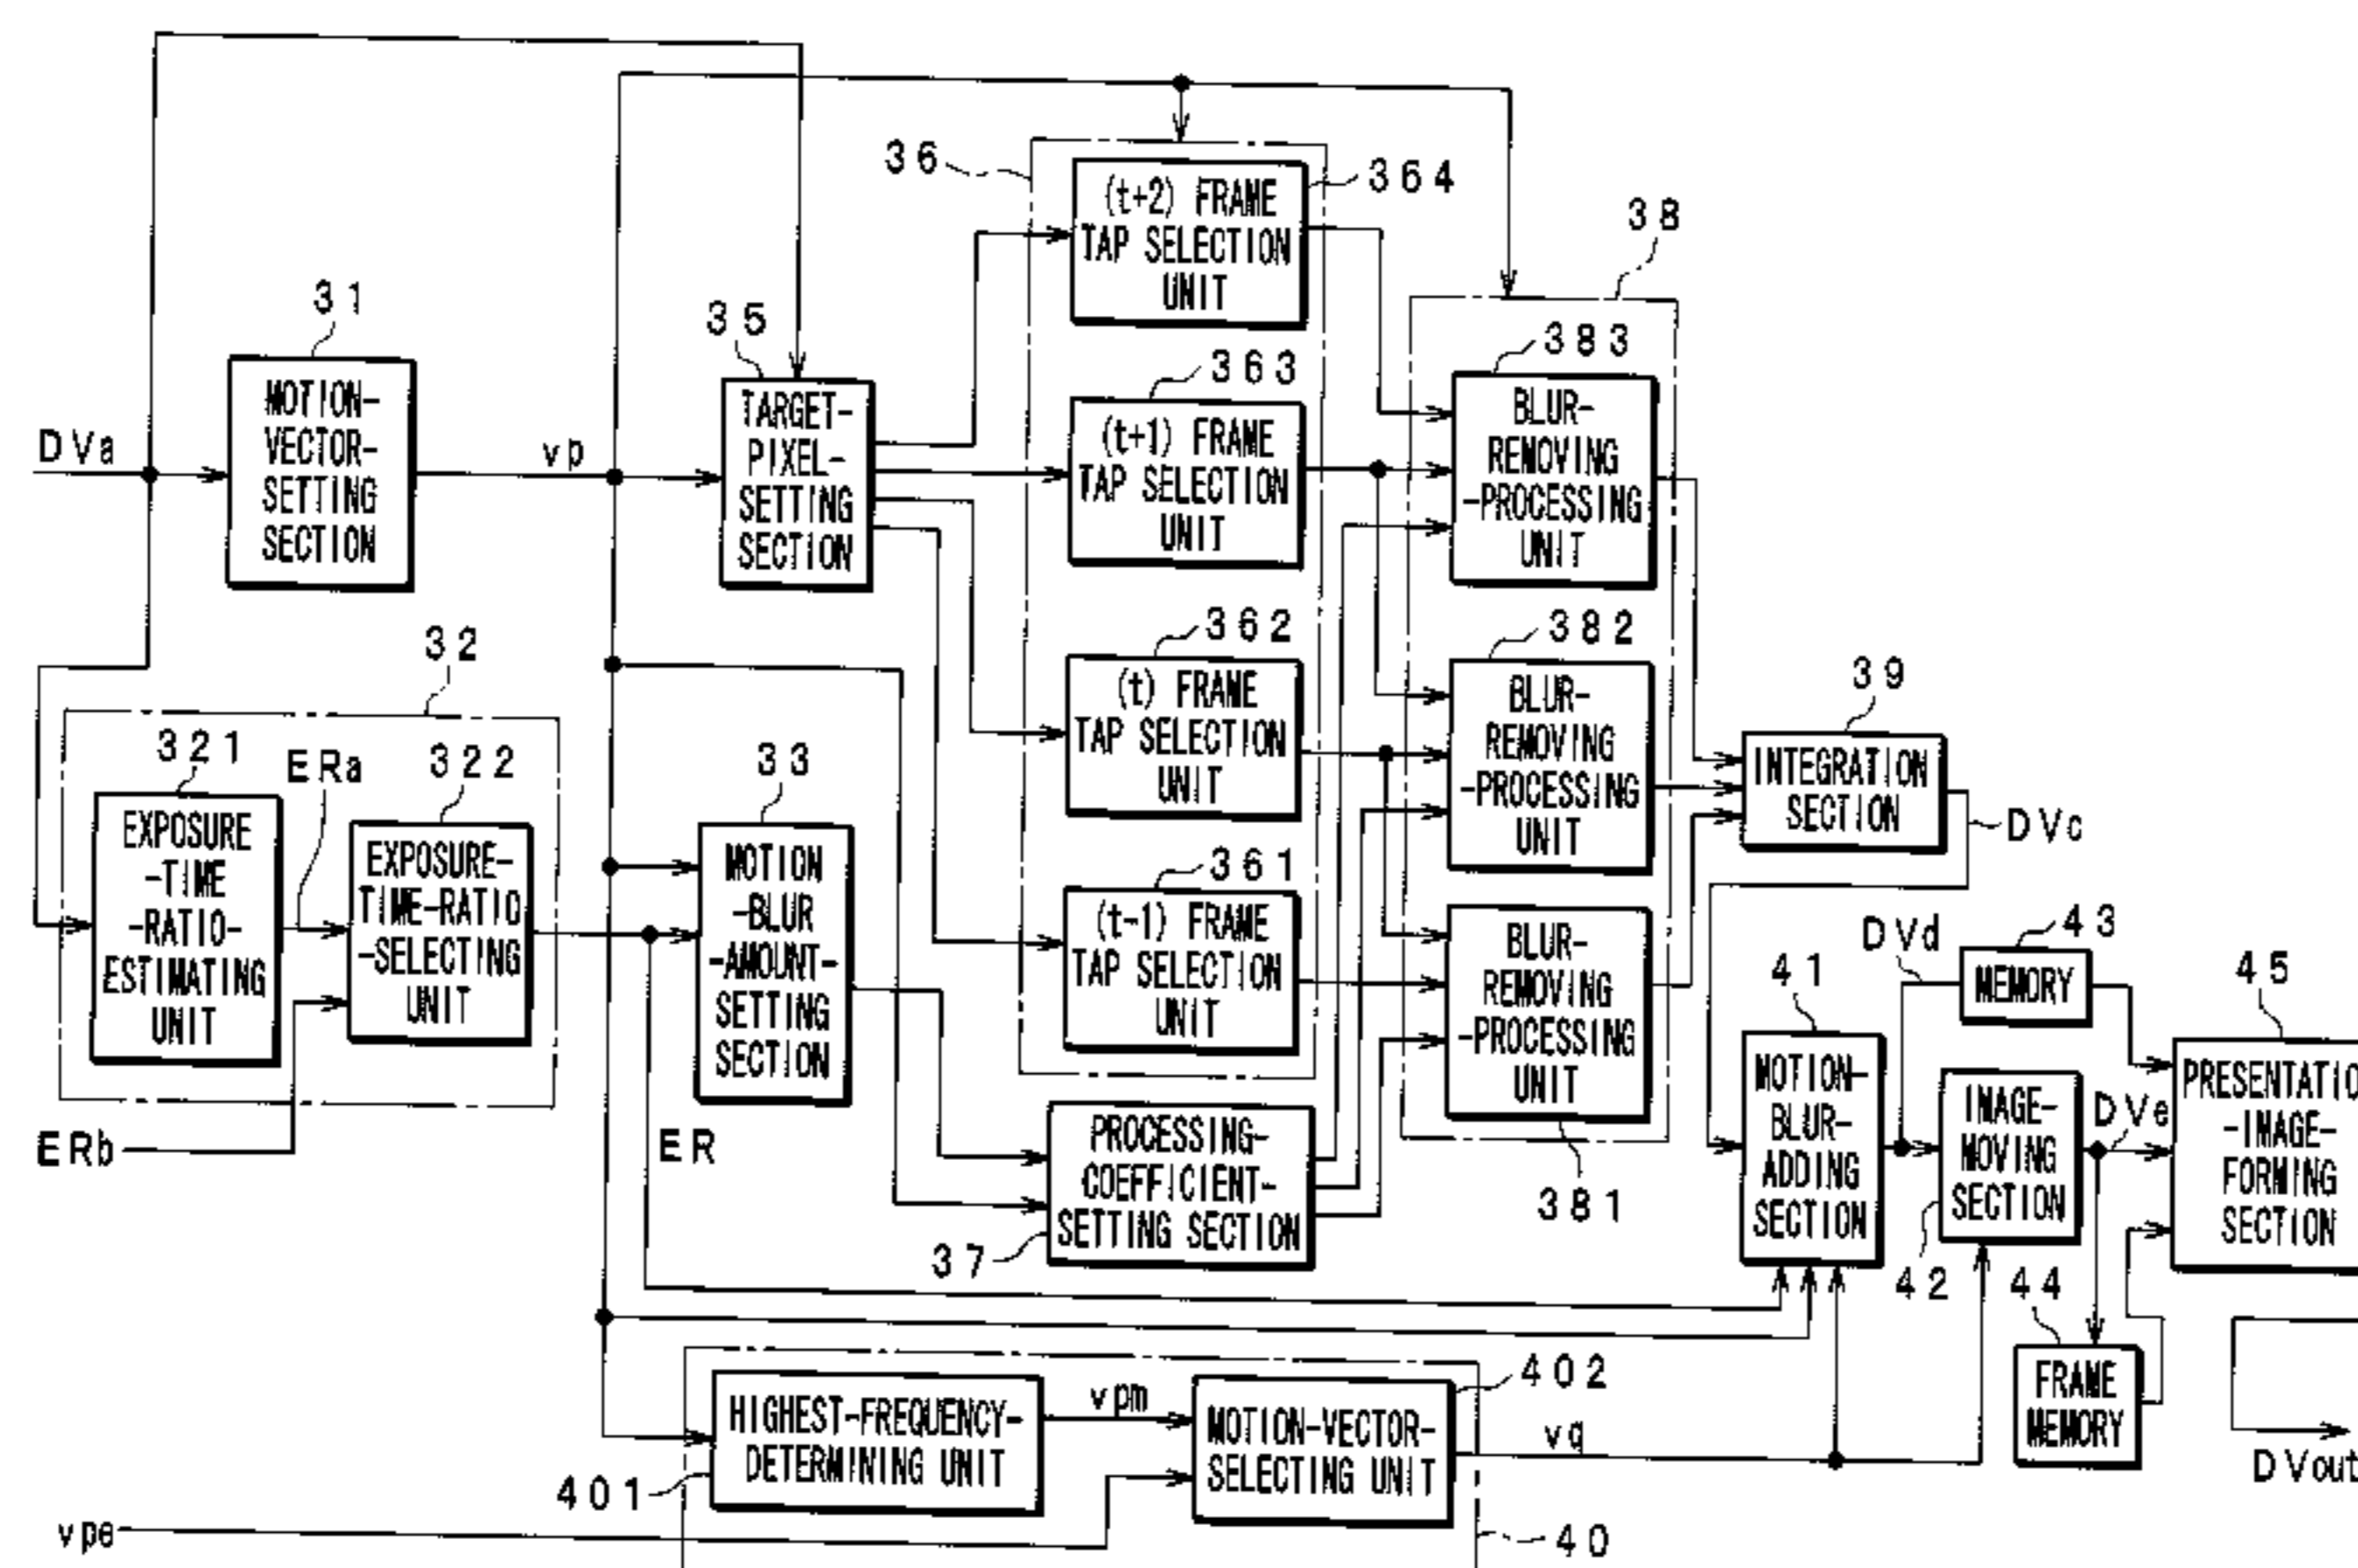 36
(t+2) FRAME
TAP SELECTION
UNIT
364
38
31
MOTION-
VECTOR-
SETTING
SECTION
DVa
vp
35
TARGET-
PIXEL-
SETTING
SECTION
363
(t+1) FRAME
TAP SELECTION
UNIT
383
BLUR-
REMOVING
-PROCESSING
UNIT
362
(t) FRAME
TAP SELECTION
UNIT
382
BLUR-
REMOVING
-PROCESSING
UNIT
39
INTEGRATION
SECTION
DVc
32
321
EXPOSURE
-TIME
-RATIO-
ESTIMATING
UNIT
ERa
322
EXPOSURE-
TIME-RATIO
-SELECTING
UNIT
ERb
33
MOTION
-BLUR
-AMOUNT-
SETTING
SECTION
ER
361
(t-1) FRAME
TAP SELECTION
UNIT
BLUR-
REMOVING
-PROCESSING
UNIT
381
PROCESSING-
COEFFICIENT-
SETTING SECTION
37
DVd
43
MEMORY
41
MOTION-
BLUR-
ADDING
SECTION
IMAGE-
MOVING
SECTION
42
DVe
45
PRESENTATIO
-IMAGE-
FORMING
SECTION
44
FRAME
MEMORY
DVout
HIGHEST-FREQUENCY-
DETERMINING UNIT
401
vpm
402
MOTION-VECTOR-
SELECTING UNIT
vq
vpe
40